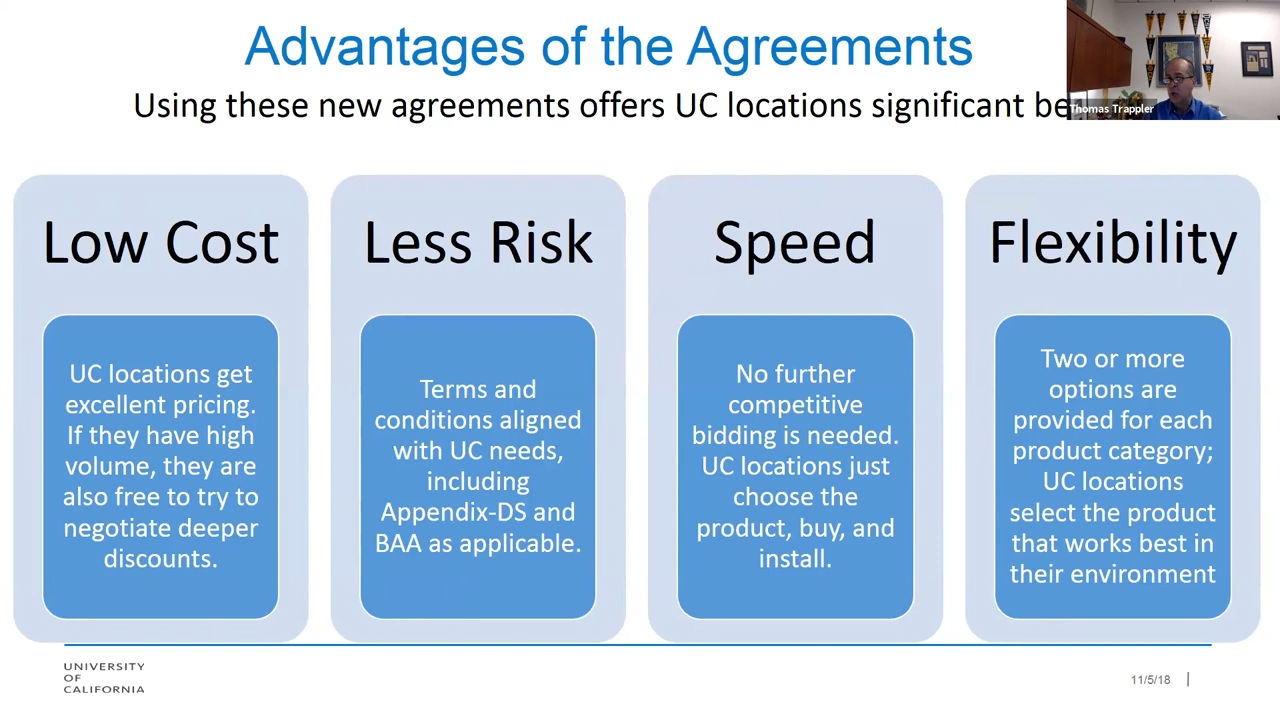 Advantages of the Agreements
Using these new agreements offers UC locations significant
Thomas Trappler
Low Cost
UC locations get
excellent pricing.
If they have high
volume, they are
also free to try to
negotiate deeper
discounts.
Less Risk
Terms and
conditions aligned
with UC needs,
including
Appendix-DS and
BAA as applicable.
Speed
No further
competitive
bidding is needed.
UC locations just
choose the
product, buy, and
install.
Flexibility
Two or more
options are
provided for each
product category;
UC locations
select the product
that works best in
their environment
UNIVERSITY
OF
CALIFORNIA
11/5/18 |